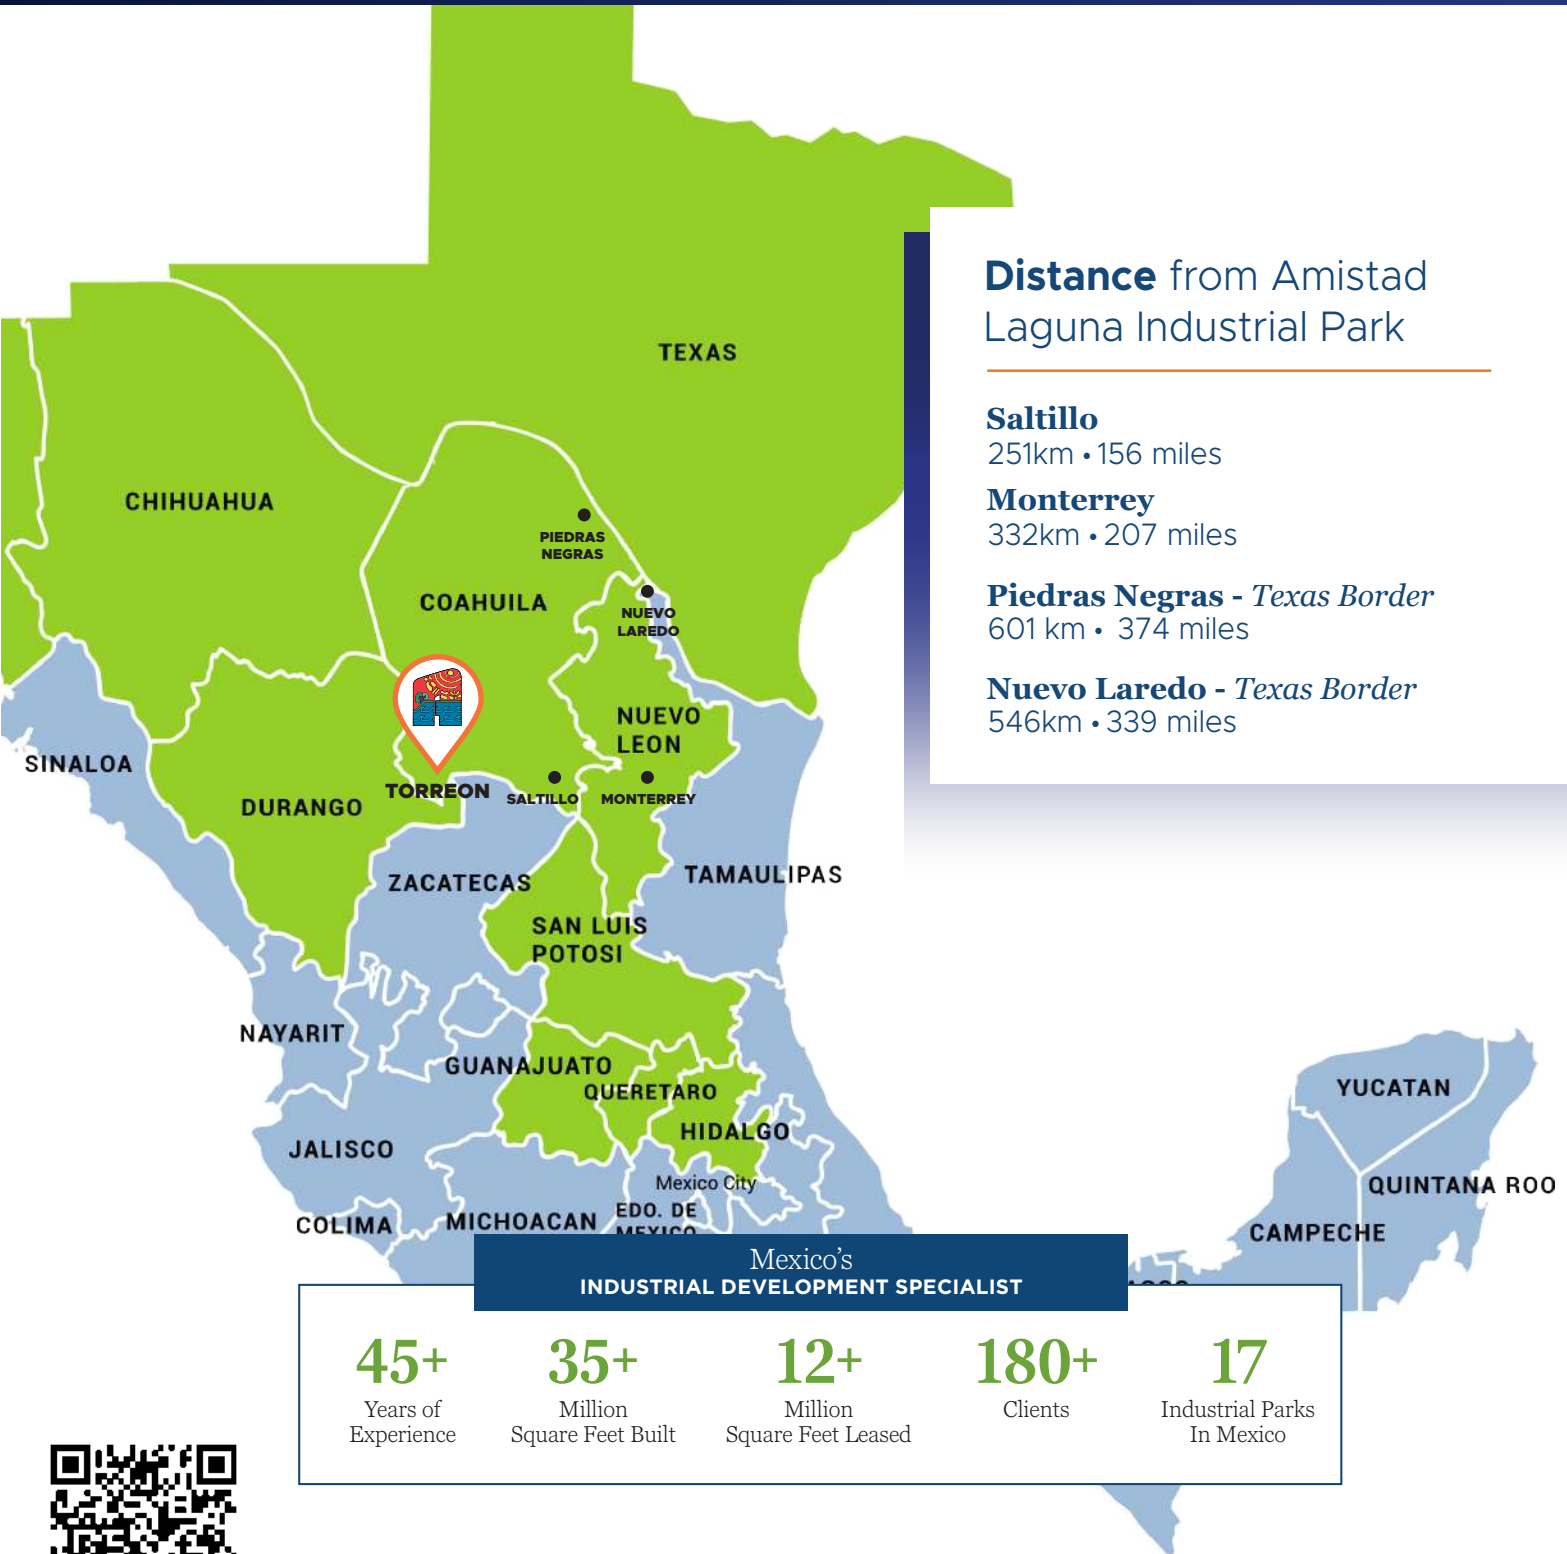 TEXAS
Distance from Amistad
Laguna Industrial Park
Saltillo
251km • 156 miles
Monterrey
332km • 207 miles
Piedras Negras - Texas Border
601 km • 374 miles
Nuevo Laredo - Texas Border
546km • 339 miles
CHIHUAHUA
PIEDRAS
NEGRAS
COAHUILA
NUEVO
LAREDO
NUEVO
LEON
SINALOA
DURANGO
TORREON
SALTILLO
MONTERREY
ZACATECAS
TAMAULIPAS
SAN LUIS
POTOSI
NAYARIT
GUANAJUATO
QUERETARO
HIDALGO
JALISCO
Mexico City
COLIMA
MICHOACAN
EDO. DE
MEXICO
YUCATAN
QUINTANA ROO
CAMPECHE
Mexico's
INDUSTRIAL DEVELOPMENT SPECIALIST
45+
Years of
Experience
35+
Million
Square Feet Built
12+
Million
Square Feet Leased
180+
Clients
17
Industrial Parks
In Mexico